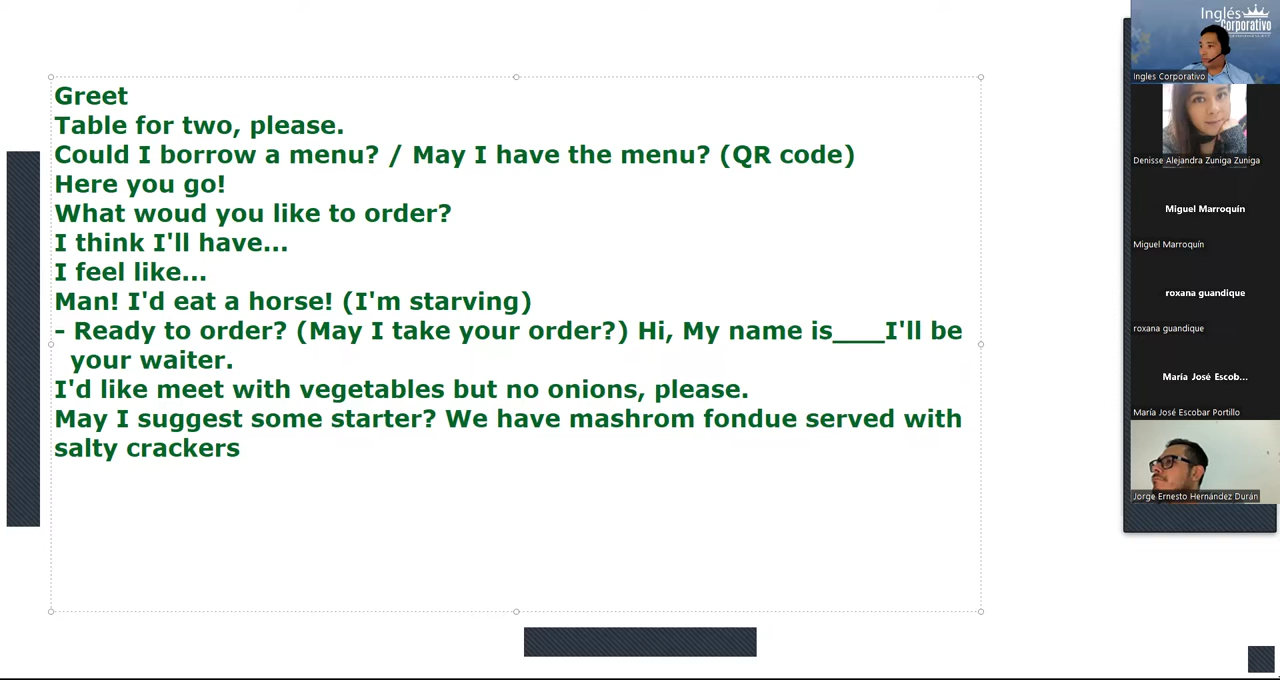 Greet
Table for two, please.
Could I borrow a menu? / May I have the menu? (QR code)
Here you go!
What woud you like to order?
I think I'll have...
I feel like...
Man! I'd eat a horse! (I'm starving)
- Ready to order? (May I take your order?) Hi, My name is____I'll be
your waiter.
I'd like meet with vegetables but no onions, please.
May I suggest some starter? We have mashrom fondue served with
salty crackers
Inglés
Corporativo
Ingles Corporativo
Denisse Alejandra Zuniga Zuniga
Miguel Marroquín
Miguel Marroquín
roxana guandique
roxana guandique
María José Escob...
María José Escobar Portillo
Jorge Ernesto Hernández Durán